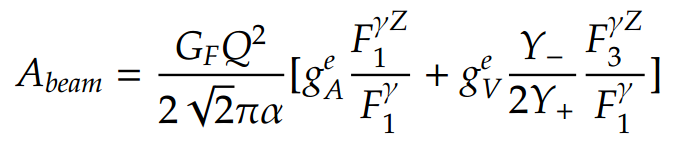 A_{beam} = \frac{G_F Q^2}{2\sqrt{2}\pi\alpha} [g_A^e \frac{F_1^{\gamma Z}}{F_1^{\gamma}} + g_V^e \frac{Y_-}{2Y_+} \frac{F_3^{\gamma Z}}{F_1^{\gamma}}]